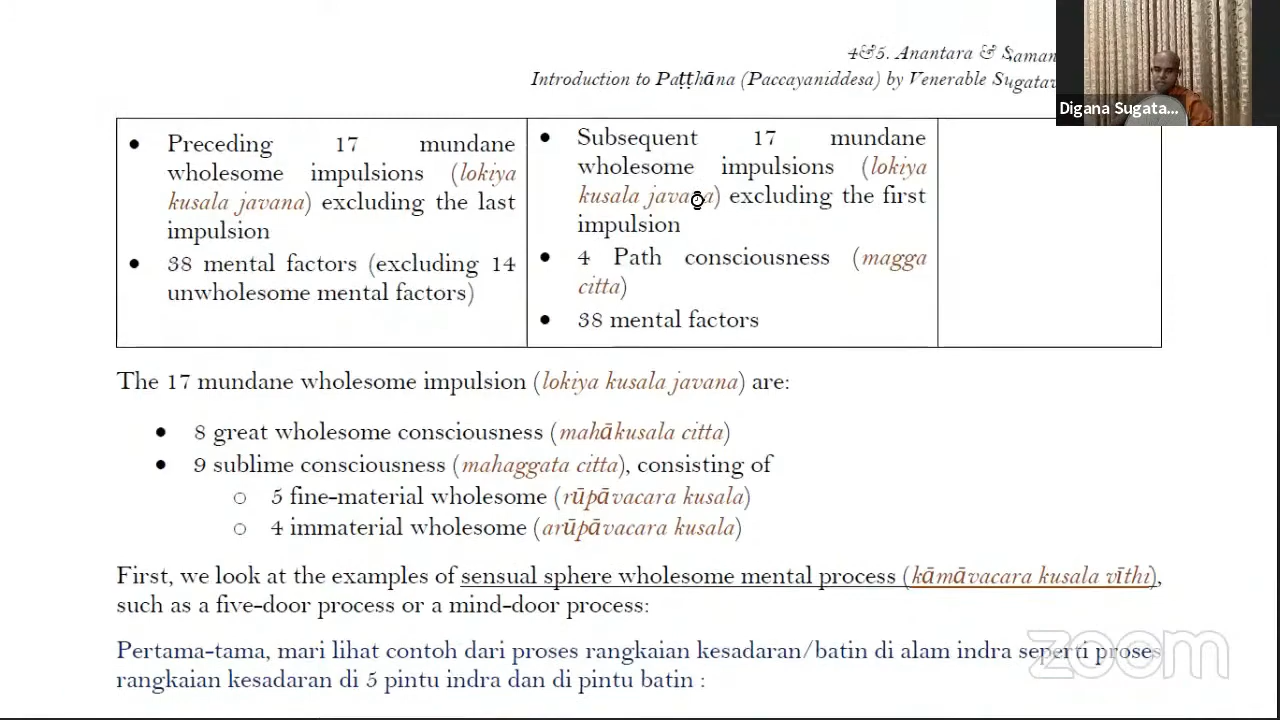 4&5. Anantara & Saman
Introduction to Paṭṭhāna (Paccayaniddesa) by Venerable Sugatav
Digana Sugata...
• Preceding 17 mundane
wholesome impulsions (lokiya
kusala javana) excluding the last
impulsion
• 38 mental factors (excluding 14
unwholesome mental factors)
• Subsequent 17 mundane
wholesome impulsions (lokiya
kusala javana) excluding the first
impulsion
• 4 Path consciousness (magga
citta)
• 38 mental factors
The 17 mundane wholesome impulsion (lokiya kusala javana) are:
• 8 great wholesome consciousness (mahākusala citta)
• 9 sublime consciousness (mahaggata citta), consisting of
○ 5 fine-material wholesome (rūpāvacara kusala)
○ 4 immaterial wholesome (arūpāvacara kusala)
First, we look at the examples of sensual sphere wholesome mental process (kāmāvacara kusala vīthi),
such as a five-door process or a mind-door process:
Pertama-tama, mari lihat contoh dari proses rangkaian kesadaran/batin di alam indra seperti proses
rangkaian kesadaran di 5 pintu indra dan di pintu batin :
zoom